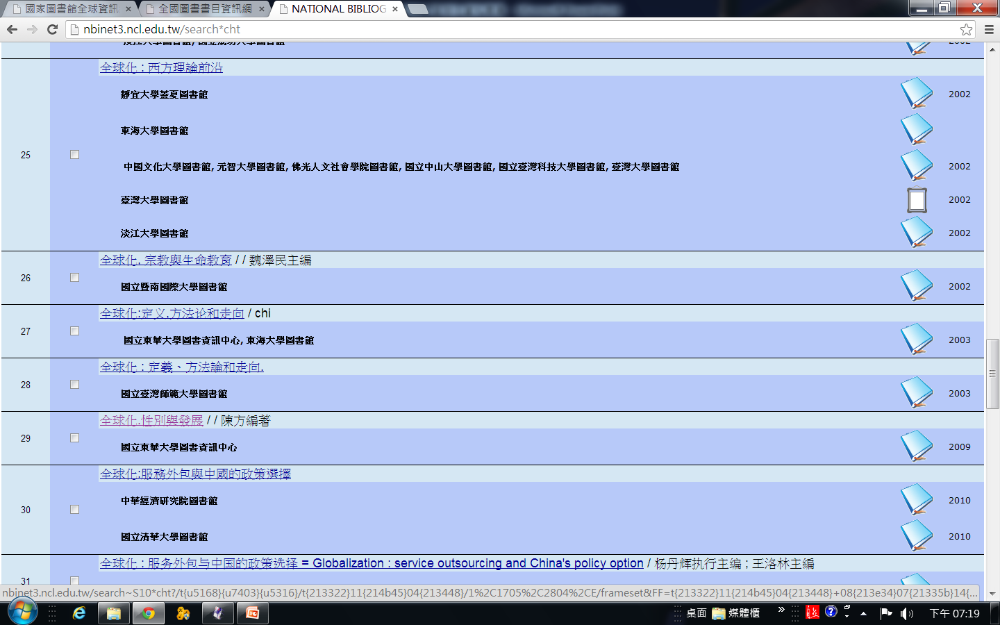 國家圖書館全球資訊
全國圖書書目資訊網
NATIONAL BIBLIOG
nbinet3.ncl.edu.tw/search*cht
淡江大學圖書館, 國立成功大學圖書館 2002
全球化 : 西方理論前沿
靜宜大學蓋夏圖書館 2002
東海大學圖書館
25
中國文化大學圖書館, 元智大學圖書館, 佛光人文社會學院圖書館, 國立中山大學圖書館, 國立臺灣科技大學圖書館, 臺灣大學圖書館 2002
臺灣大學圖書館 2002
淡江大學圖書館 2002
全球化. 宗教與生命教育 / / 魏澤民主編
26
國立暨南國際大學圖書館 2002
全球化:定义.方法论和走向 / chi
27
國立東華大學圖書資訊中心, 東海大學圖書館 2003
全球化 : 定義、方法論和走向.
28
國立臺灣師範大學圖書館 2003
全球化.性別與發展 / / 陳方編著
29
國立東華大學圖書資訊中心 2009
全球化:服務外包與中國的政策選擇
中華經濟研究院圖書館 2010
30
國立清華大學圖書館 2010
全球化 : 服务外包与中国的政策选择 = Globalization : service outsourcing and China's policy option / 杨丹辉执行主编 ; 王洛林主编
31
nbinet3.ncl.edu.tw/search~S10*cht?/t{u5168}{u7403}{u5316}/t{213322}11{214b45}04{213448}/1%2C1705%2C2804%2CE/frameset&FF=t{213322}11{214b45}04{213448}+08{213e34}07{21335b}14{...
桌面 媒體櫃 » 下午 07:19